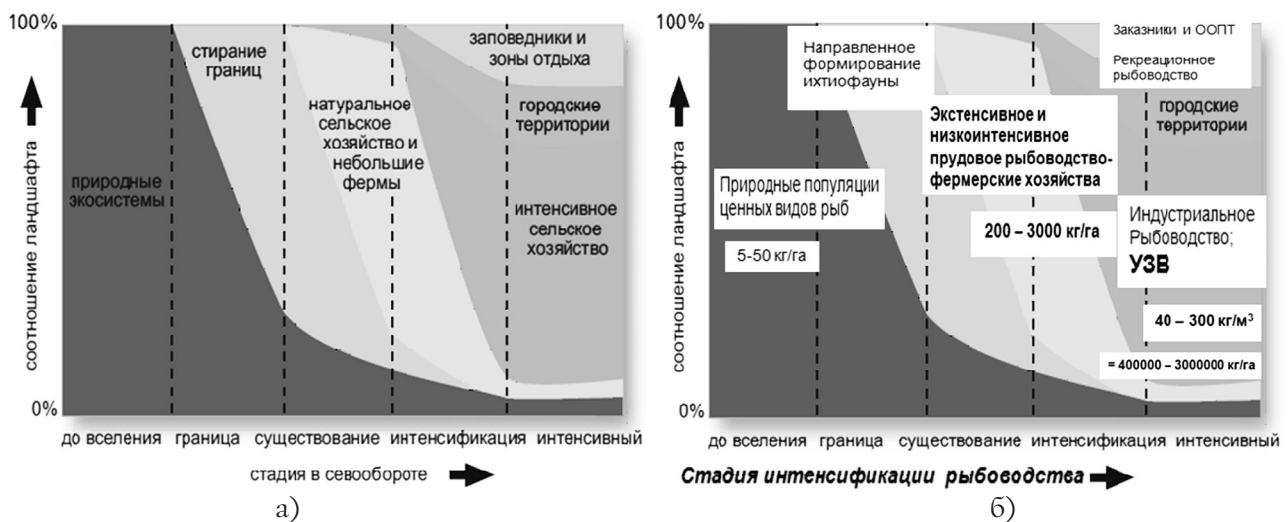 100%
стирание
границ
заповедники и
зоны отдыха
натуральное
сельское
хозяйство и
небольшие
фермы
городские
территории
природные
экосистемы
интенсивное
сельское
хозяйство
соотношение ландшафта
0%
до вселения граница существование интенсификация интенсивный
стадия в севообороте
а)
100%
Направленное
формирование
ихтиофауны
Заказники и ООПТ
Рекреационное
рыбоводство
Экстенсивное и
низкоинтенсивное
прудовое рыбоводство-
фермерские хозяйства
городские
территории
Природные популяции
ценных видов рыб
5-50 кг/га
200 – 3000 кг/га
Индустриальное
Рыбоводство;
УЗВ
40 – 300 кг/м³
= 400000 – 3000000 кг/га
соотношение ландшафта
0%
до вселения граница существование интенсификация интенсивный
Стадия интенсификации рыбоводства
б)